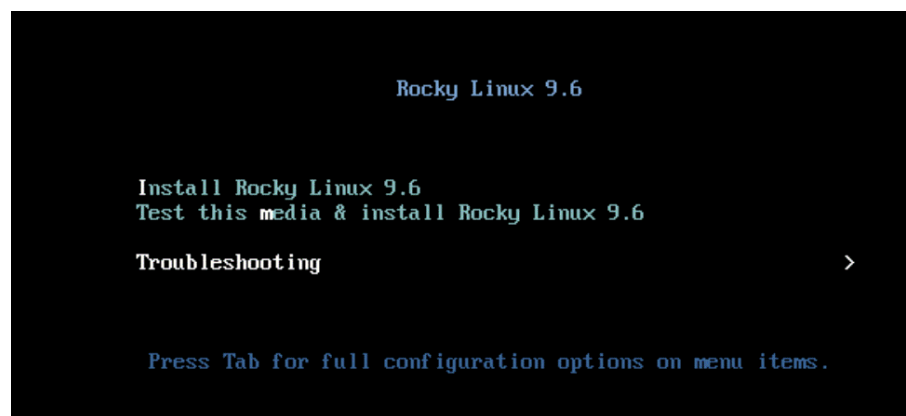 Rocky Linux 9.6
Install Rocky Linux 9.6
Test this media & install Rocky Linux 9.6
Troubleshooting >
Press Tab for full configuration options on menu items.